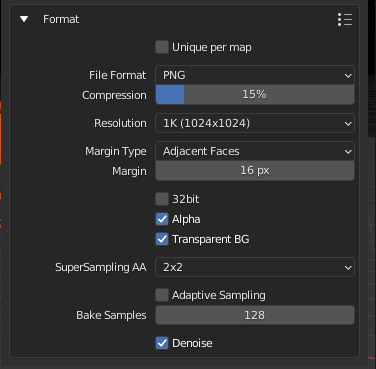 Format
Unique per map
File Format PNG
Compression 15%
Resolution 1K (1024x1024)
Margin Type Adjacent Faces
Margin 16 px
32bit
Alpha
Transparent BG
SuperSampling AA 2x2
Adaptive Sampling
Bake Samples 128
Denoise